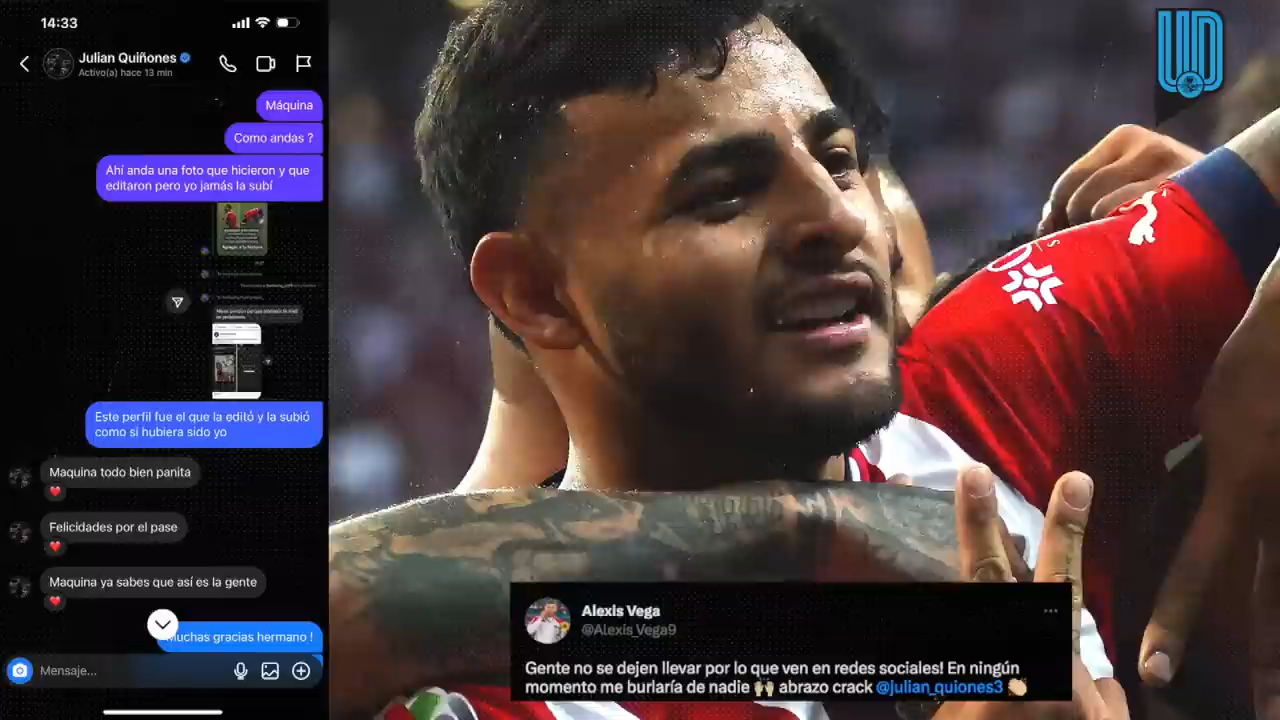 14:33
Julian Quiñones
Activo(a) hace 13 min
Máquina
Como andas ?
Ahí anda una foto que hicieron y que
editaron pero yo jamás la subí
Este perfil fue el que la editó y la subió
como si hubiera sido yo
Maquina todo bien panita
Felicidades por el pase
Maquina ya sabes que así es la gente
Muchas gracias hermano !
Mensaje...
UD
Alexis Vega
@Alexis_Vega9
Gente no se dejen llevar por lo que ven en redes sociales! En ningún
momento me burlaría de nadie 🙌🏼 abrazo crack @julian_quiones3 👏🏼